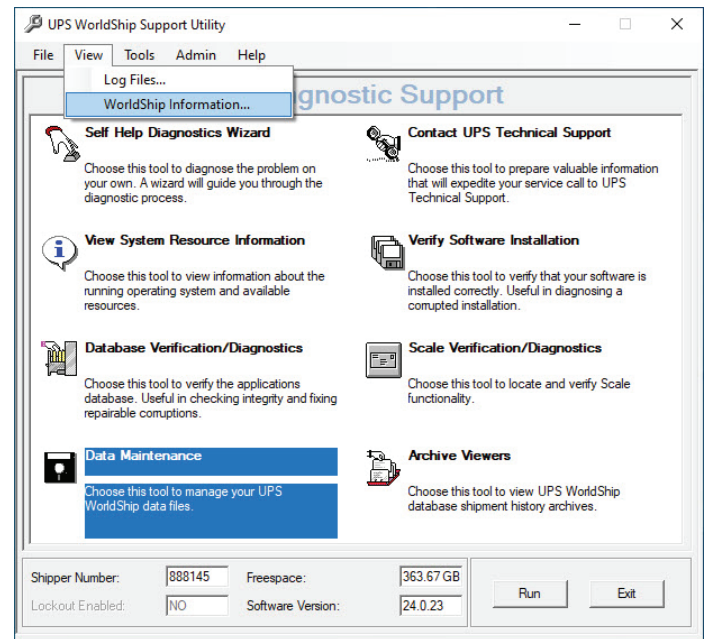 UPS WorldShip Support Utility
File View Tools Admin Help
Log Files...
WorldShip Information...
gnostic Support
Self Help Diagnostics Wizard
Choose this tool to diagnose the problem on
your own. A wizard will guide you through the
diagnostic process.
Contact UPS Technical Support
Choose this tool to prepare valuable information
that will expedite your service call to UPS
Technical Support.
View System Resource Information
Choose this tool to view information about the
running operating system and available
resources.
Verify Software Installation
Choose this tool to verify that your software is
installed correctly. Useful in diagnosing a
corrupted installation.
Database Verification/Diagnostics
Choose this tool to verify the applications
database. Useful in checking integrity and fixing
repairable corruptions.
Scale Verification/Diagnostics
Choose this tool to locate and verify Scale
functionality.
Data Maintenance
Choose this tool to manage your UPS
WorldShip data files.
Archive Viewers
Choose this tool to view UPS WorldShip
database shipment history archives.
Shipper Number: 888145 Freespace: 363.67 GB
Lockout Enabled: NO Software Version: 24.0.23
Run Exit